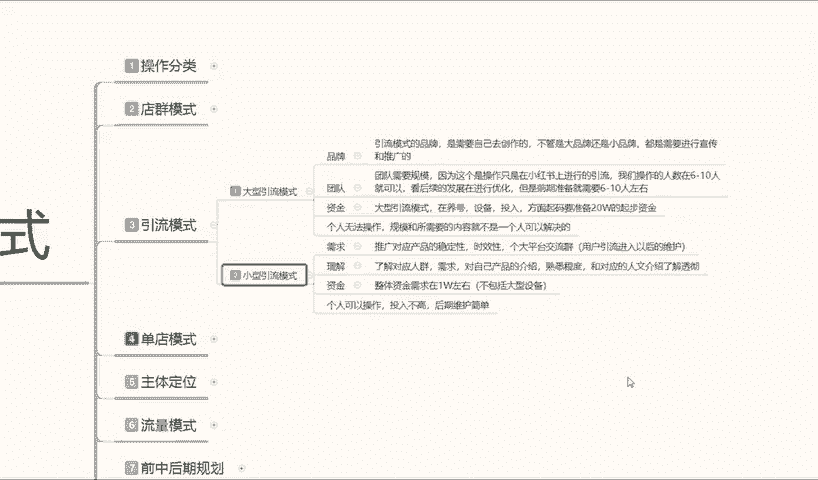 式
1 操作分类
2 店群模式
3 引流模式
1 大型引流模式
品牌
引流模式的品牌，是需要自己去创作的，不管是大品牌还是小品牌，都是需要进行宣传
和推广的
团队
团队需要规模，因为这个是操作只是在小红书上进行的引流，我们操作的人数在6-10人
就可以，看后续的发展在进行优化，但是前期准备就需要6-10人左右
资金
大型引流模式，在养号，设备，投入，方面起码要准备20W的起步资金
个人无法操作，规模和所需要的内容就不是一个人可以解决的
2 小型引流模式
需求
推广对应产品的稳定性，时效性，个大平台交流群（用户引流进入以后的维护）
理解
了解对应人群，需求，对自己产品的介绍，熟悉程度，和对应的人文介绍了解透彻
资金
整体资金需求在1W左右（不包括大型设备）
个人可以操作，投入不高，后期维护简单
4 单店模式
5 主体定位
6 流量模式
7 前中后期规划